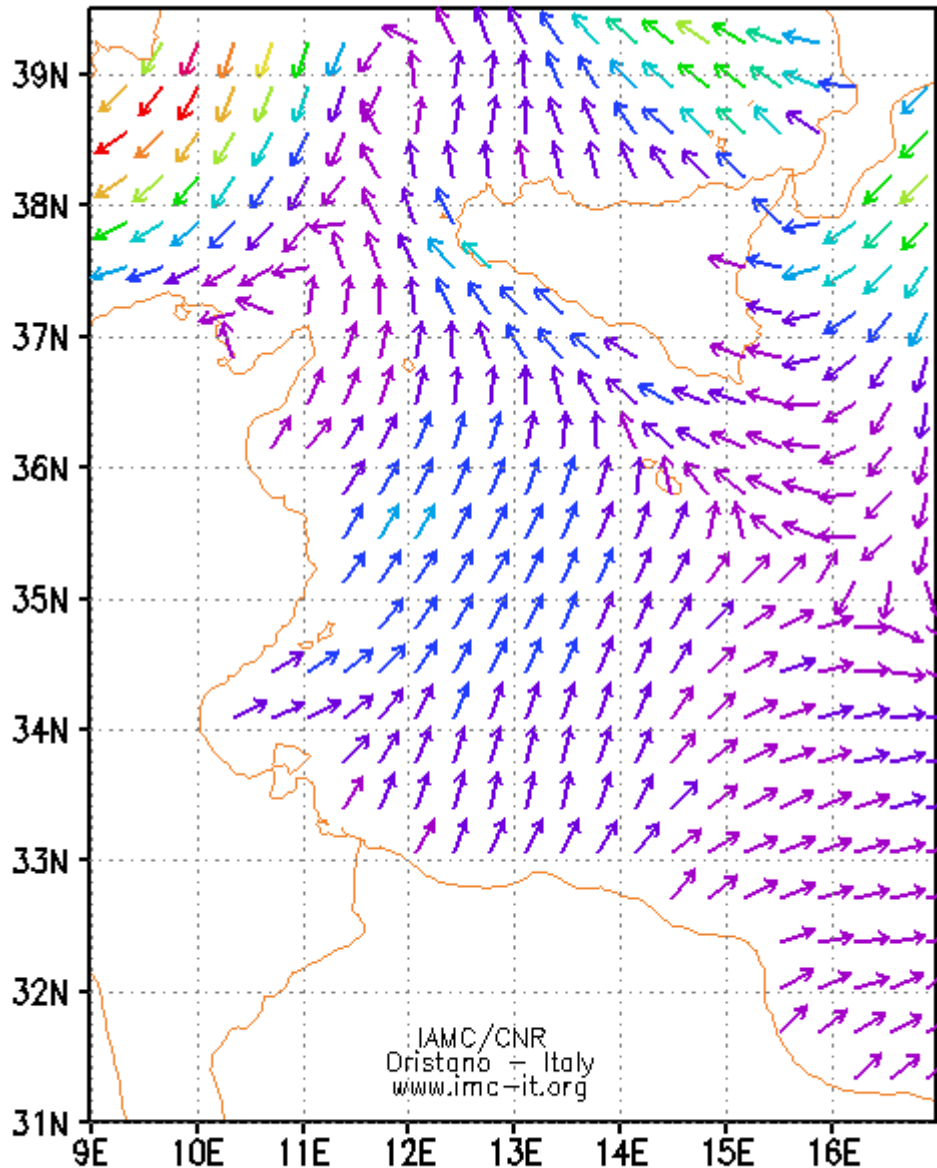 39N
38N
37N
36N
35N
34N
33N
32N
31N
IAMC/CNR
Oristano – Italy
www.imc-it.org
9E 10E 11E 12E 13E 14E 15E 16E